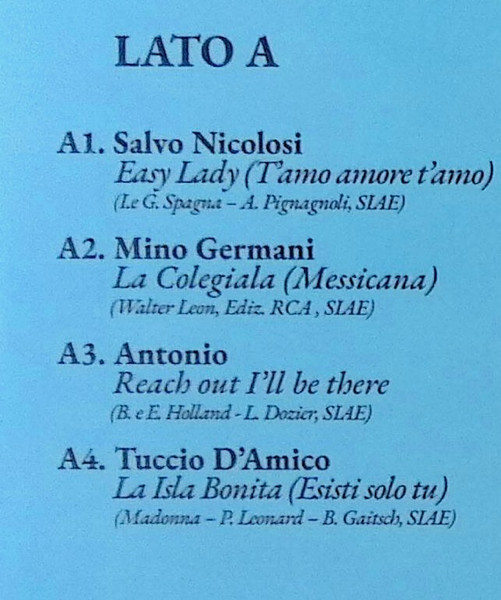 LATO A
A1. Salvo Nicolosi
Easy Lady (T'amo amore t'amo)
(I.e G. Spagna – A. Pignagnoli, SIAE)
A2. Mino Germani
La Colegiala (Messicana)
(Walter Leon, Ediz. RCA , SIAE)
A3. Antonio
Reach out I'll be there
(B. e E. Holland - L. Dozier, SIAE)
A4. Tuccio D'Amico
La Isla Bonita (Esisti solo tu)
(Madonna – P. Leonard – B. Gaitsch, SIAE)